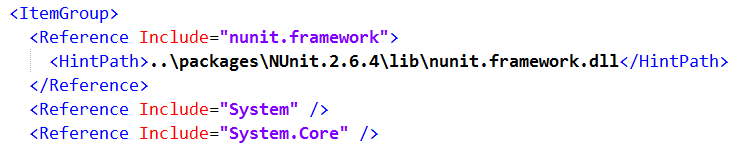 <ItemGroup>
<Reference Include="nunit.framework">
<HintPath>..\packages\NUnit.2.6.4\lib\nunit.framework.dll</HintPath>
</Reference>
<Reference Include="System" />
<Reference Include="System.Core" />